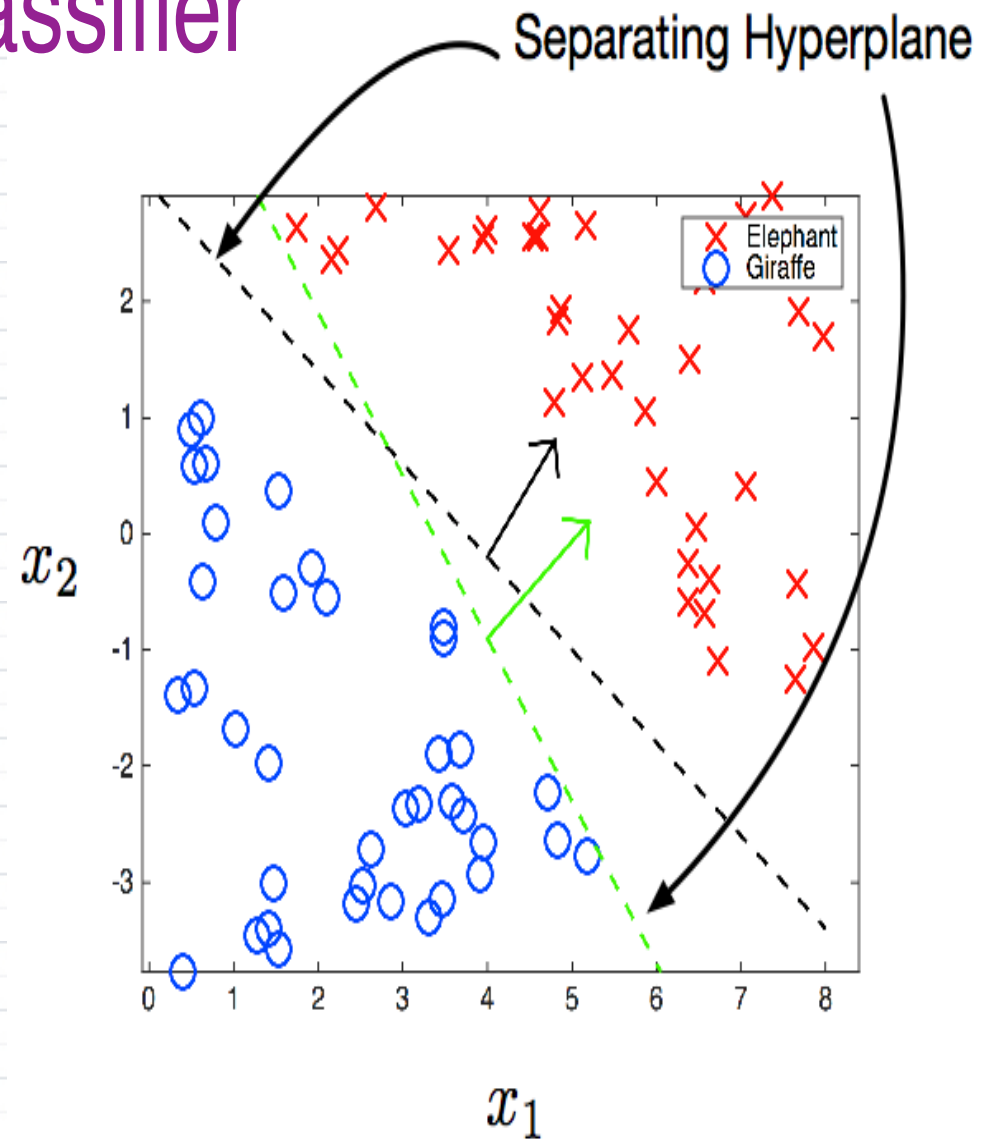 assifier
Separating Hyperplane
Elephant
Giraffe
2
1
0
-1
-2
-3
x2
0 1 2 3 4 5 6 7 8
x1